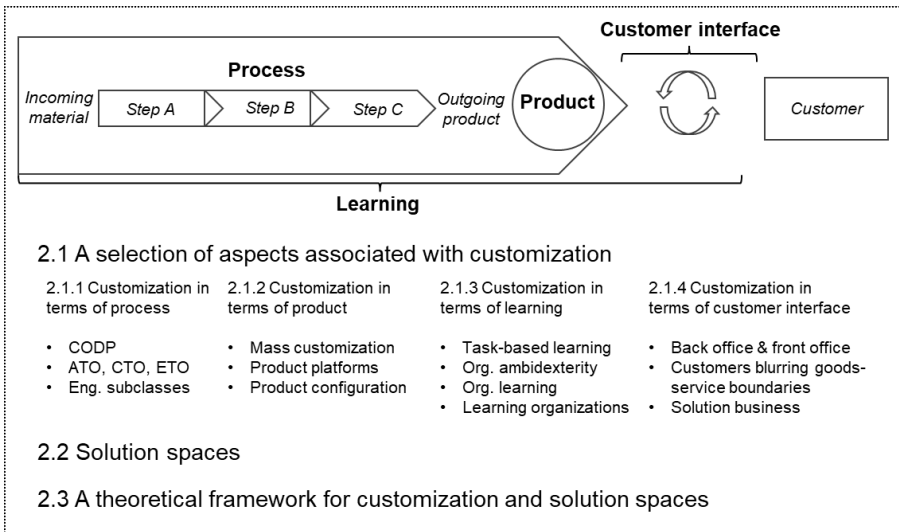 Customer interface
Process
Incoming
material
Step A
Step B
Step C
Outgoing
product
Product
Customer
Learning
2.1 A selection of aspects associated with customization
2.1.1 Customization in
terms of process
• CODP
• ATO, CTO, ETO
• Eng. subclasses
2.1.2 Customization in
terms of product
• Mass customization
• Product platforms
• Product configuration
2.1.3 Customization in
terms of learning
• Task-based learning
• Org. ambidexterity
• Org. learning
• Learning organizations
2.1.4 Customization in
terms of customer interface
• Back office & front office
• Customers blurring goods-
service boundaries
• Solution business
2.2 Solution spaces
2.3 A theoretical framework for customization and solution spaces